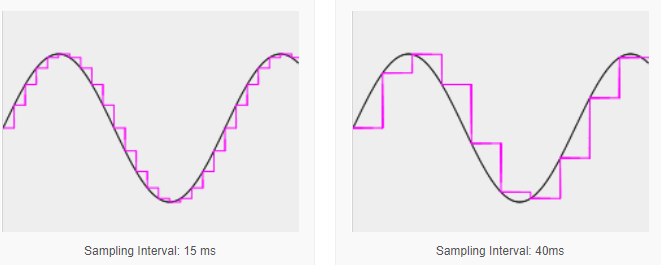 Sampling Interval: 15 ms
Sampling Interval: 40ms